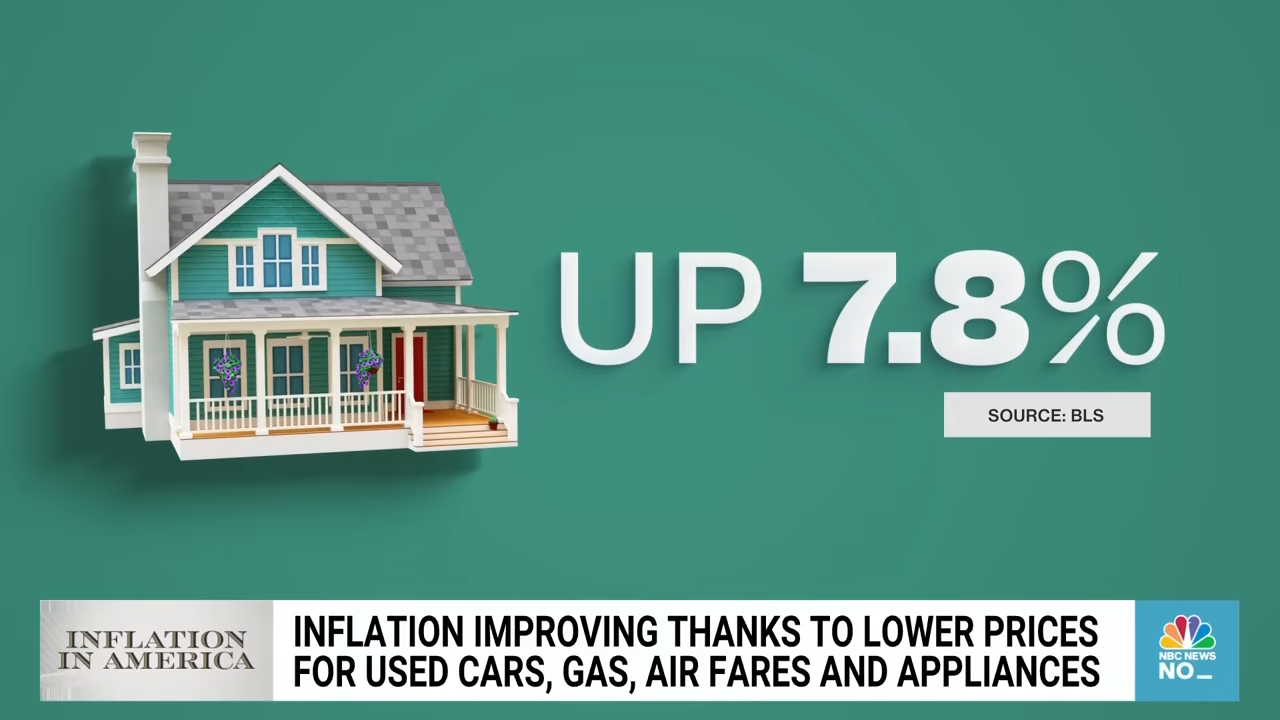 UP 7.8%
SOURCE: BLS
INFLATION
IN AMERICA
INFLATION IMPROVING THANKS TO LOWER PRICES
FOR USED CARS, GAS, AIR FARES AND APPLIANCES
NBC NEWS
NO_